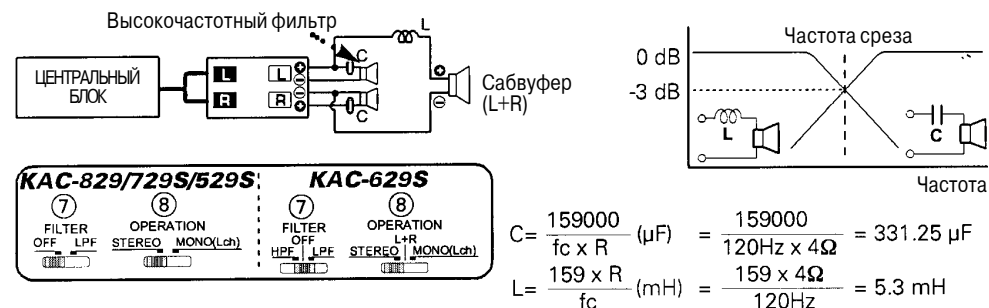 Высокочастотный фильтр
L
C
ЦЕНТРАЛЬНЫЙ
БЛОК
L L
R R
C
Сабвуфер
(L+R)
Частота среза
0 dB
-3 dB
L
C
Частота
KAC-829/729S/529S
KAC-629S
7 8
FILTER
OFF LPF
OPERATION
STEREO MONO(Lch)
7 8
FILTER
OFF
HPF LPF
OPERATION
L+R
STEREO MONO(Lch)
C= 159000 / fc x R (µF) = 159000 / 120Hz x 4Ω = 331.25 µF
L= 159 x R / fc (mH) = 159 x 4Ω / 120Hz = 5.3 mH